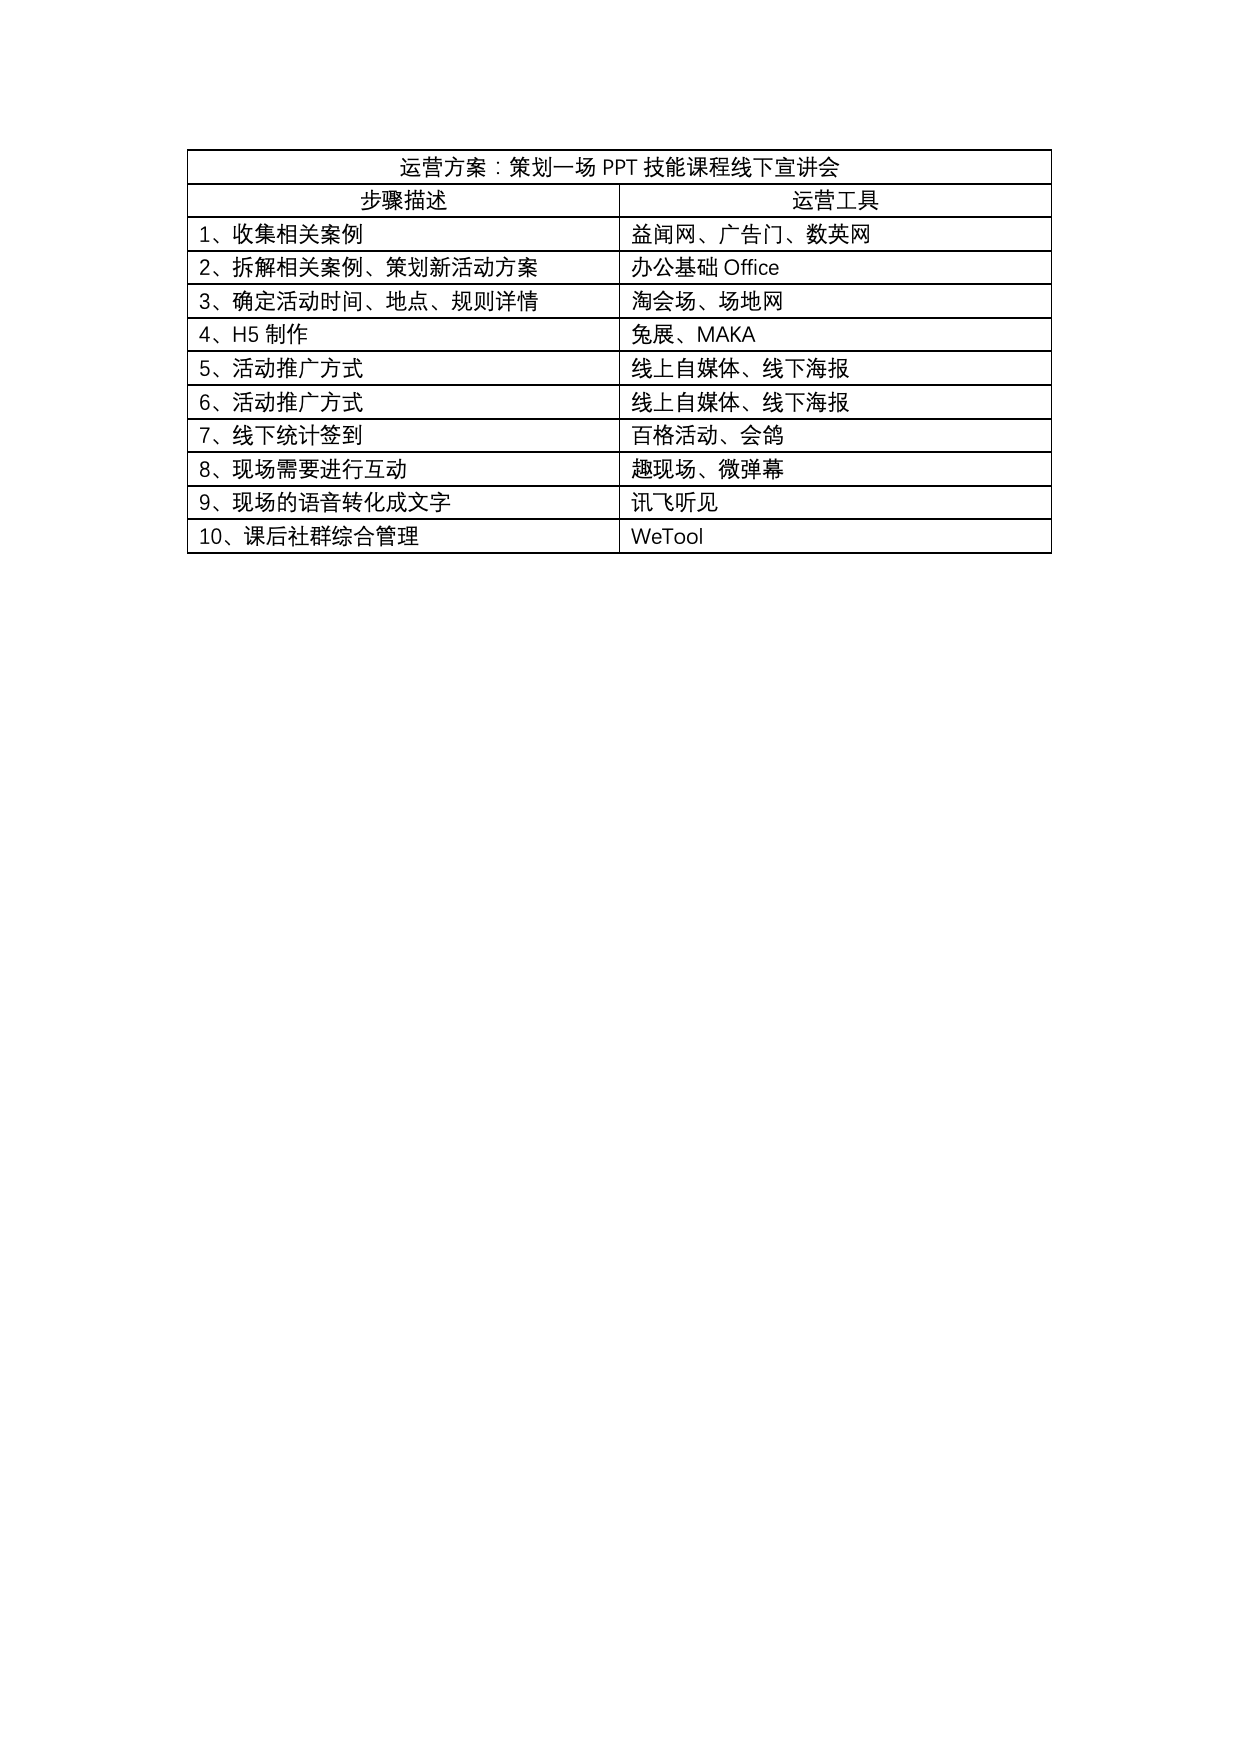 运营方案：策划一场 PPT 技能课程线下宣讲会
步骤描述 运营工具
1、收集相关案例 益闻网、广告门、数英网
2、拆解相关案例、策划新活动方案 办公基础 Office
3、确定活动时间、地点、规则详情 淘会场、场地网
4、H5 制作 兔展、MAKA
5、活动推广方式 线上自媒体、线下海报
6、活动推广方式 线上自媒体、线下海报
7、线下统计签到 百格活动、会鸽
8、现场需要进行互动 趣现场、微弹幕
9、现场的语音转化成文字 讯飞听见
10、课后社群综合管理 WeTool